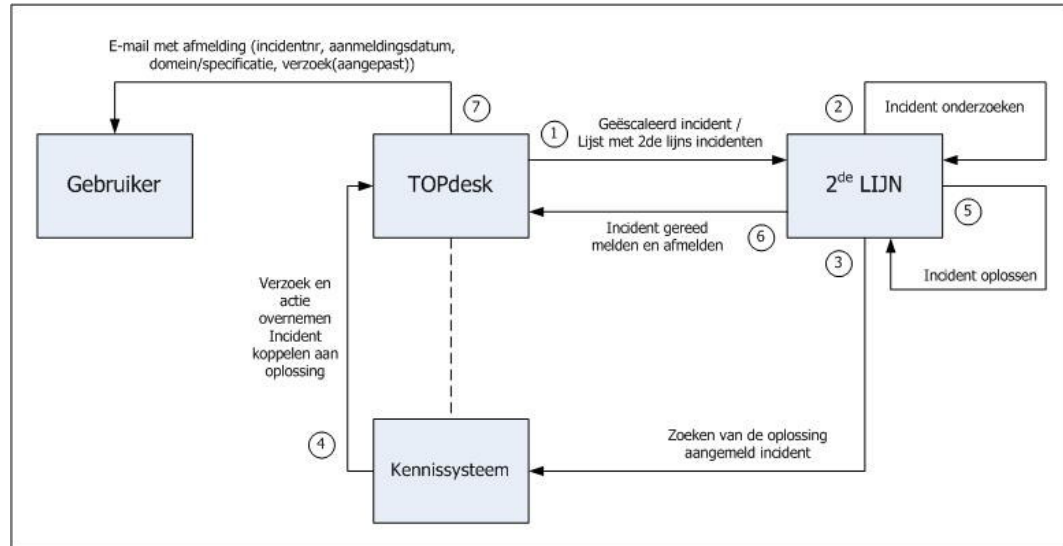 E-mail met afmelding (incidentnr, aanmeldingsdatum,
domein/specificatie, verzoek(aangepast))
7
1
2
Geëscaleerd incident /
Lijst met 2de lijns incidenten
Incident onderzoeken
Gebruiker
TOPdesk
2de LIJN
5
Incident gereed
melden en afmelden
6
3
Incident oplossen
Verzoek en
actie
overnemen
Incident
koppelen aan
oplossing
4
Kennissysteem
Zoeken van de oplossing
aangemeld incident